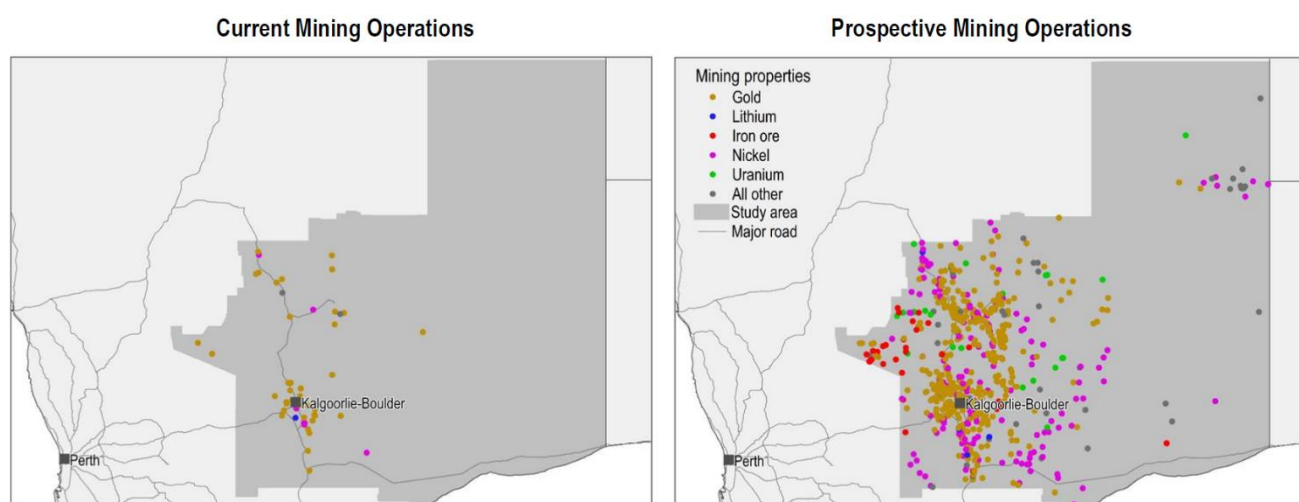 Current Mining Operations
Kalgoorlie-Boulder
Perth
Prospective Mining Operations
Mining properties
Gold
Lithium
Iron ore
Nickel
Uranium
All other
Study area
Major road
Kalgoorlie-Boulder
Perth